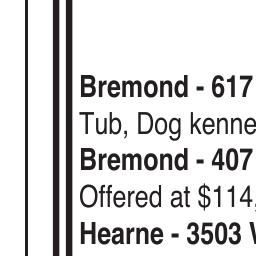 Bremond - 617
Tub, Dog kenne
Bremond - 407
Offered at $114,
Hearne - 3503